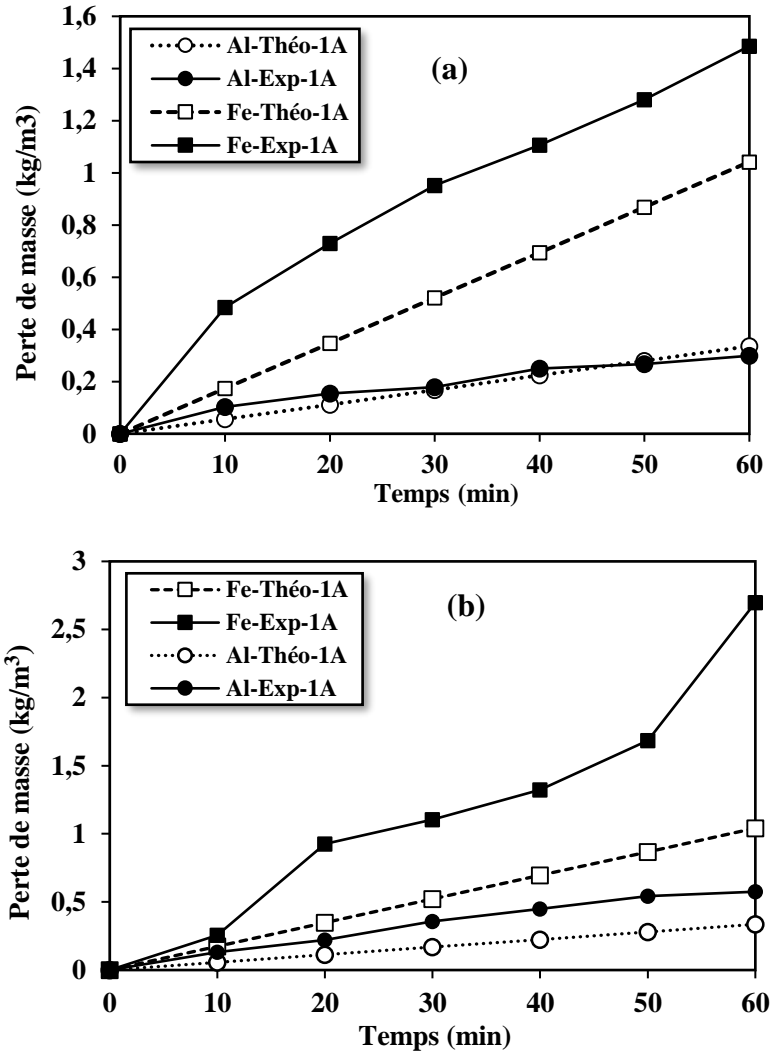 1,6
1,4
1,2
1
0,8
0,6
0,4
0,2
0
Perte de masse (kg/m3)
Al-Théo-1A
Al-Exp-1A
Fe-Théo-1A
Fe-Exp-1A
(a)
0 10 20 30 40 50 60
Temps (min)
3
2,5
2
1,5
1
0,5
0
Perte de masse (kg/m³)
Fe-Théo-1A
Fe-Exp-1A
Al-Théo-1A
Al-Exp-1A
(b)
0 10 20 30 40 50 60
Temps (min)